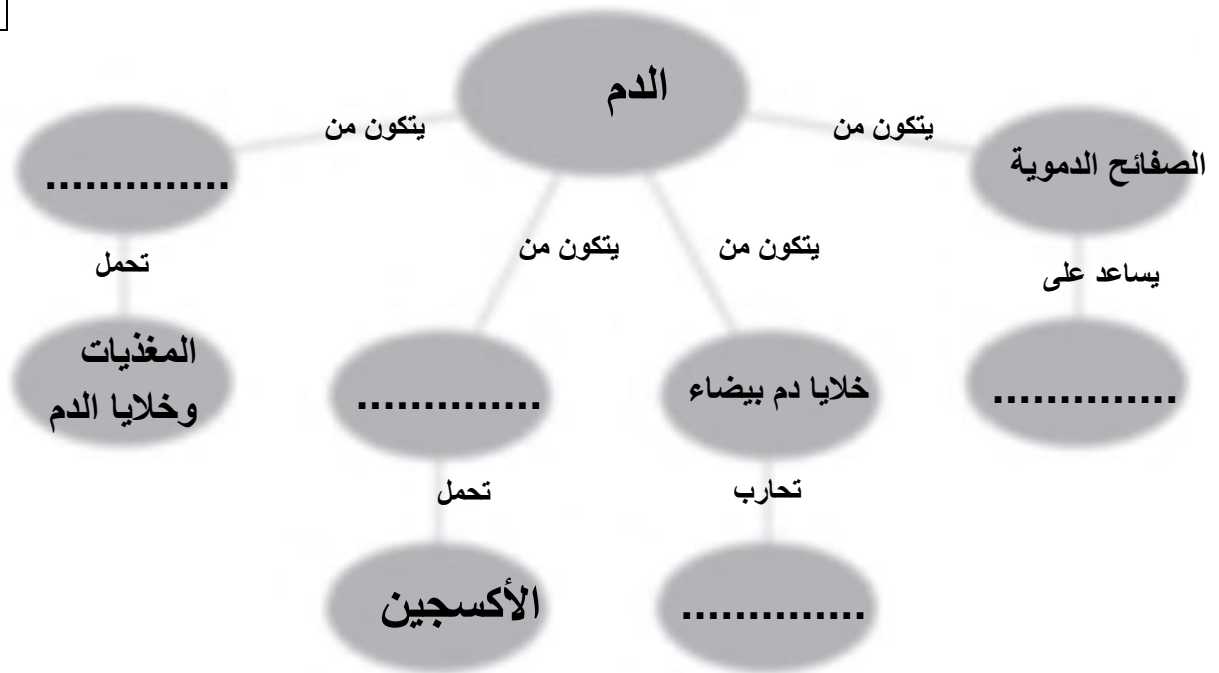 الدم
يتكون من
يتكون من
الصفائح الدموية
..............
يتكون من
يتكون من
يساعد على
تحمل
المغذيات
وخلايا الدم
..............
خلايا دم بيضاء
..............
تحارب
تحمل
..............
الأكسجين